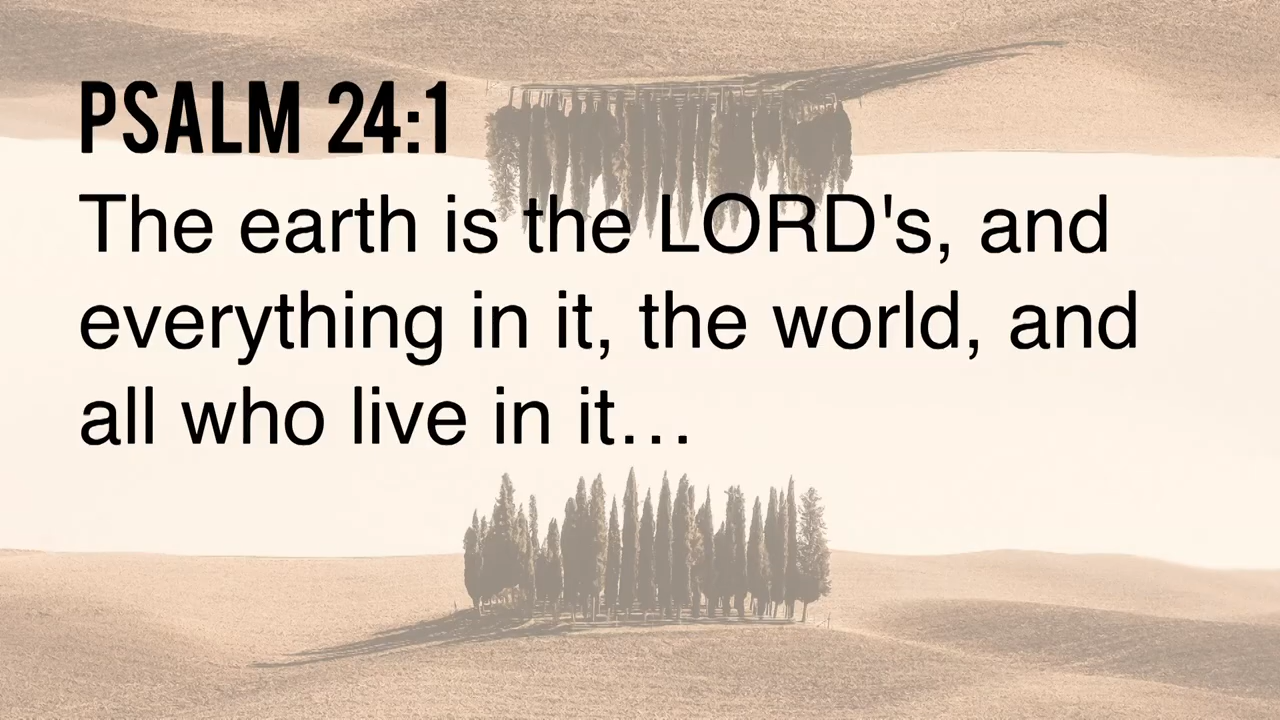 PSALM 24:1
The earth is the LORD's, and
everything in it, the world, and
all who live in it…